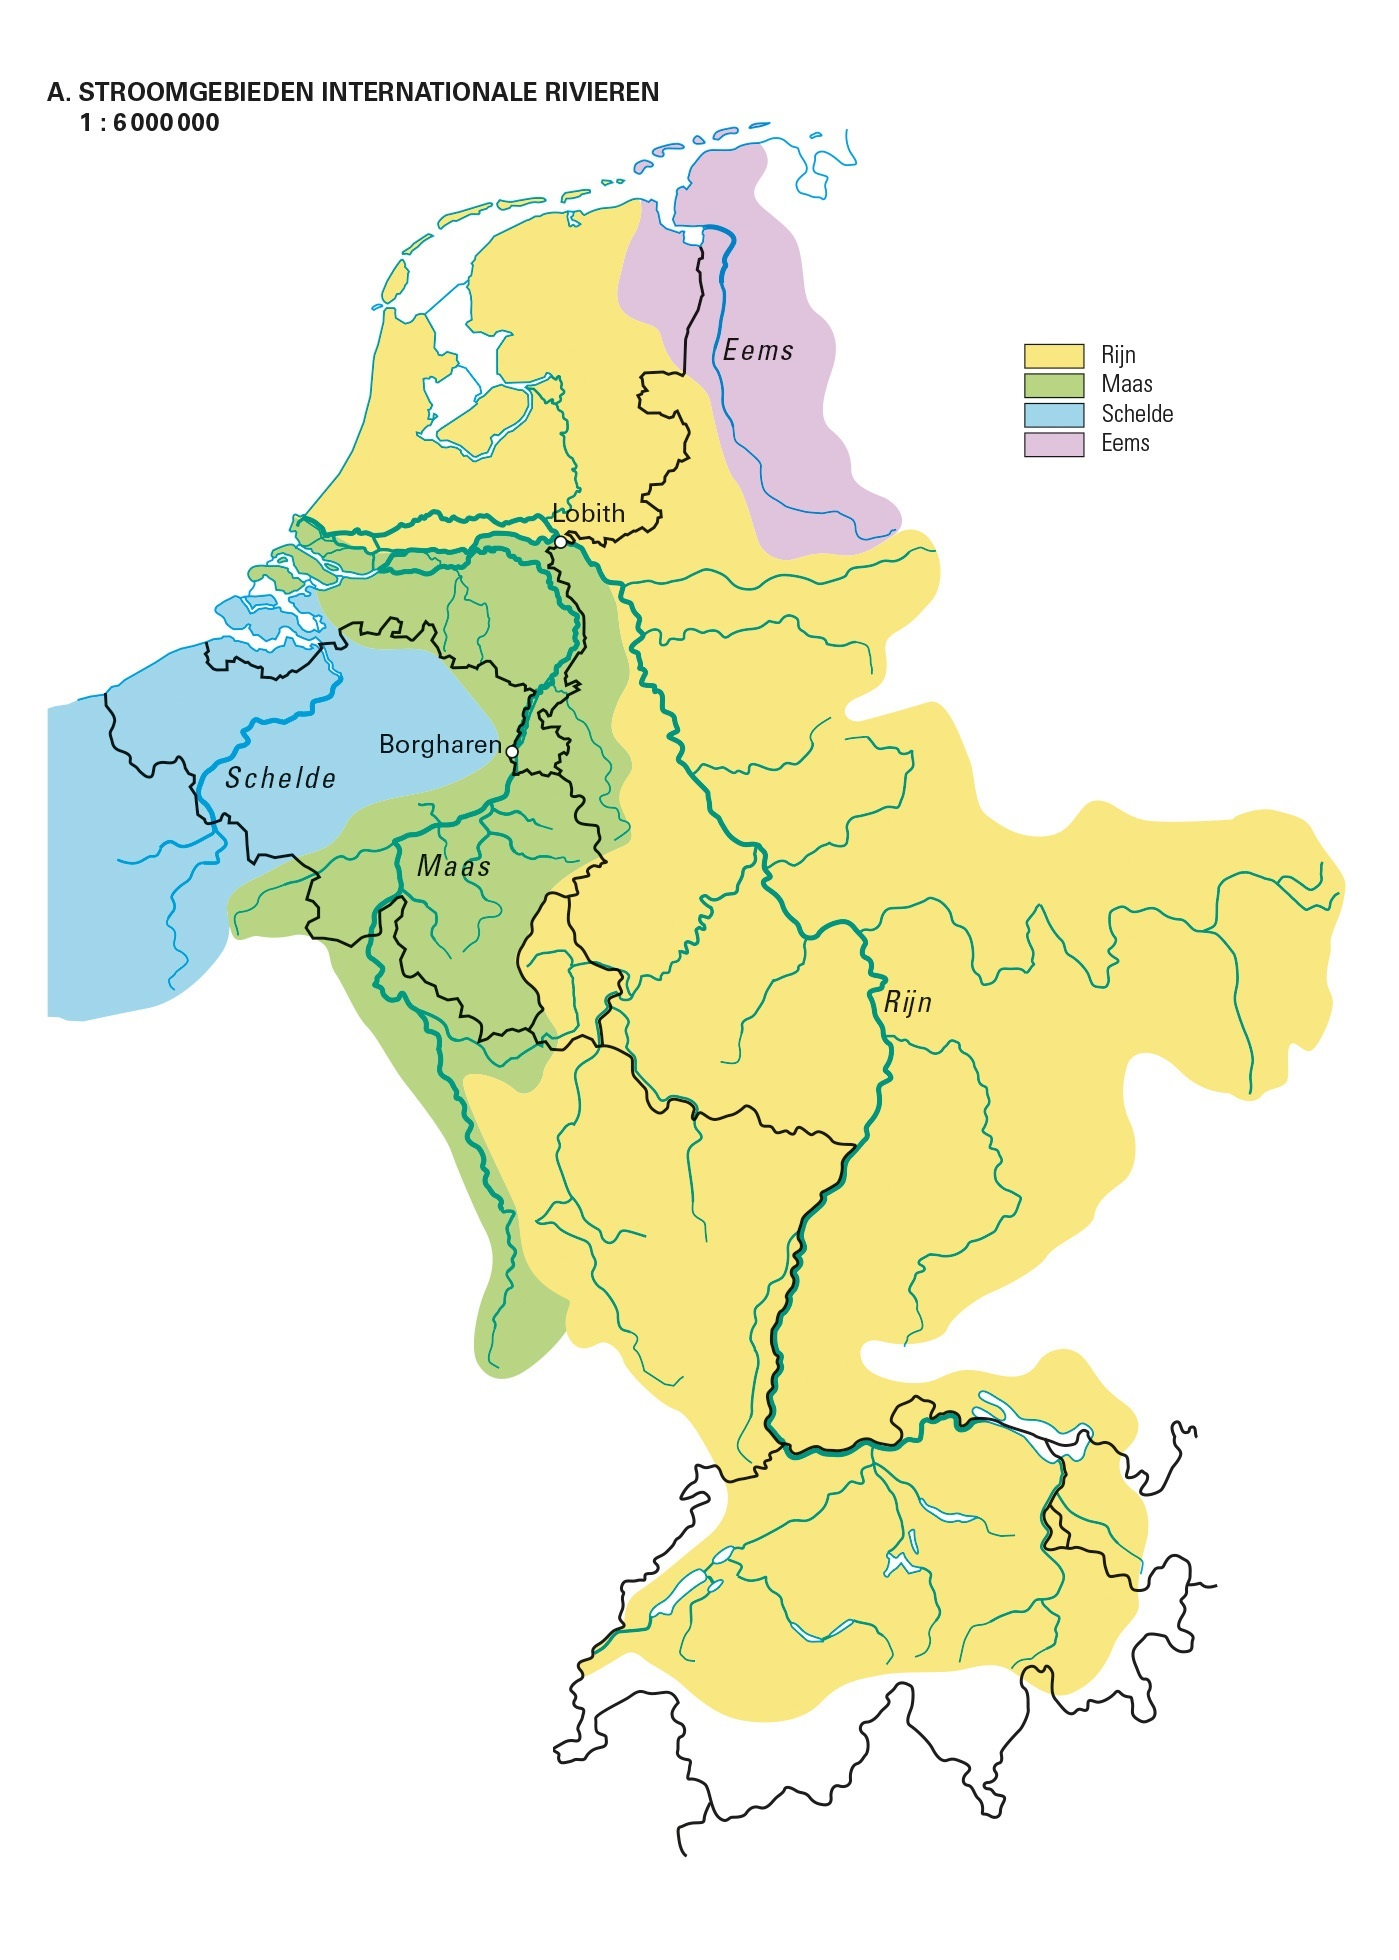 A. STROOMGEBIEDEN INTERNATIONALE RIVIEREN
1 : 6 000 000
Eems
Rijn
Maas
Schelde
Eems
Lobith
Borgharen
Schelde
Maas
Rijn